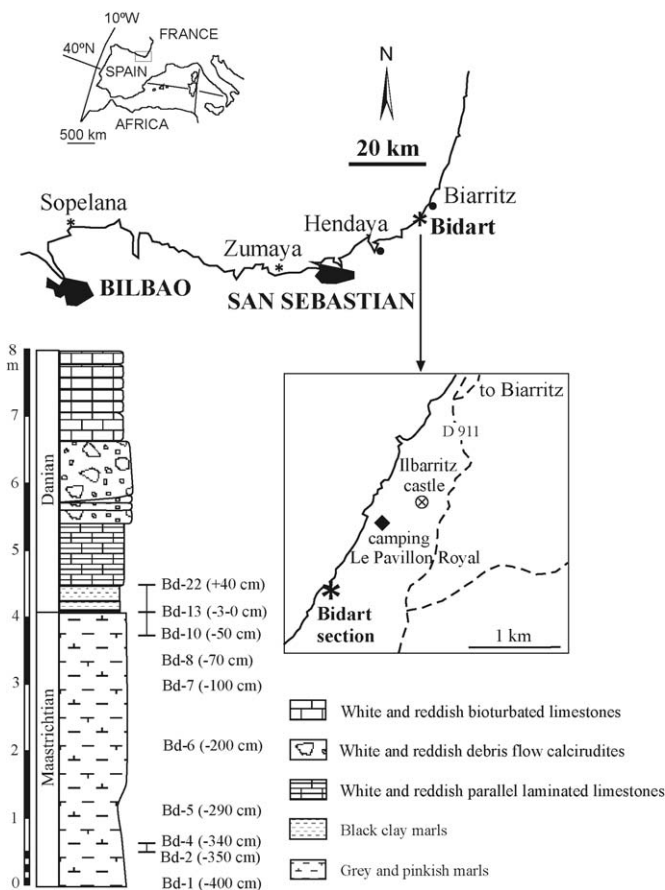 10ºW
FRANCE
40ºN
SPAIN
AFRICA
500 km
N
20 km
Sopelana
Biarritz
Hendaya
Bidart
Zumaya
BILBAO
SAN SEBASTIAN
8
m
7
6
5
4
3
2
1
0
Danian
Maastrichtian
Bd-22 (+40 cm)
Bd-13 (-3-0 cm)
Bd-10 (-50 cm)
Bd-8 (-70 cm)
Bd-7 (-100 cm)
Bd-6 (-200 cm)
Bd-5 (-290 cm)
Bd-4 (-340 cm)
Bd-2 (-350 cm)
Bd-1 (-400 cm)
to Biarritz
D 911
Ilbarritz
castle
camping
Le Pavillon Royal
Bidart
section
1 km
White and reddish bioturbated limestones
White and reddish debris flow calcirudites
White and reddish parallel laminated limestones
Black clay marls
Grey and pinkish marls